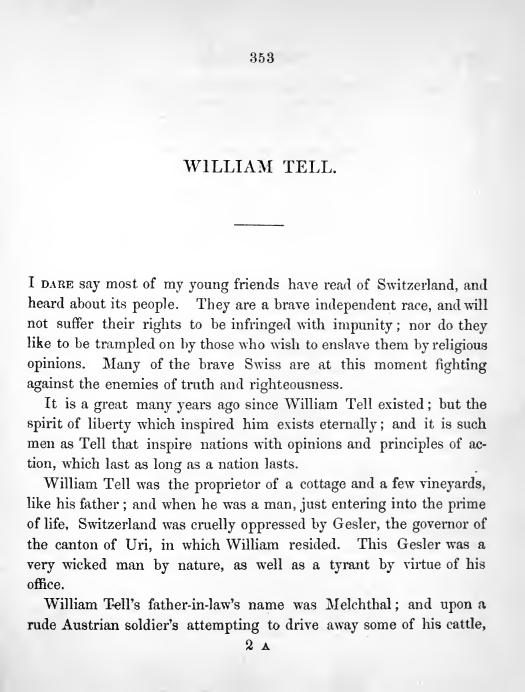 353
WILLIAM TELL.
I DARE say most of my young friends have read of Switzerland, and
heard about its people. They are a brave independent race, and will
not suffer their rights to be infringed with impunity; nor do they
like to be trampled on by those who wish to enslave them by religious
opinions. Many of the brave Swiss are at this moment fighting
against the enemies of truth and righteousness.
It is a great many years ago since William Tell existed; but the
spirit of liberty which inspired him exists eternally; and it is such
men as Tell that inspire nations with opinions and principles of ac-
tion, which last as long as a nation lasts.
William Tell was the proprietor of a cottage and a few vineyards,
like his father; and when he was a man, just entering into the prime
of life, Switzerland was cruelly oppressed by Gesler, the governor of
the canton of Uri, in which William resided. This Gesler was a
very wicked man by nature, as well as a tyrant by virtue of his
office.
William Tell's father-in-law's name was Melchthal; and upon a
rude Austrian soldier's attempting to drive away some of his cattle,
2 A